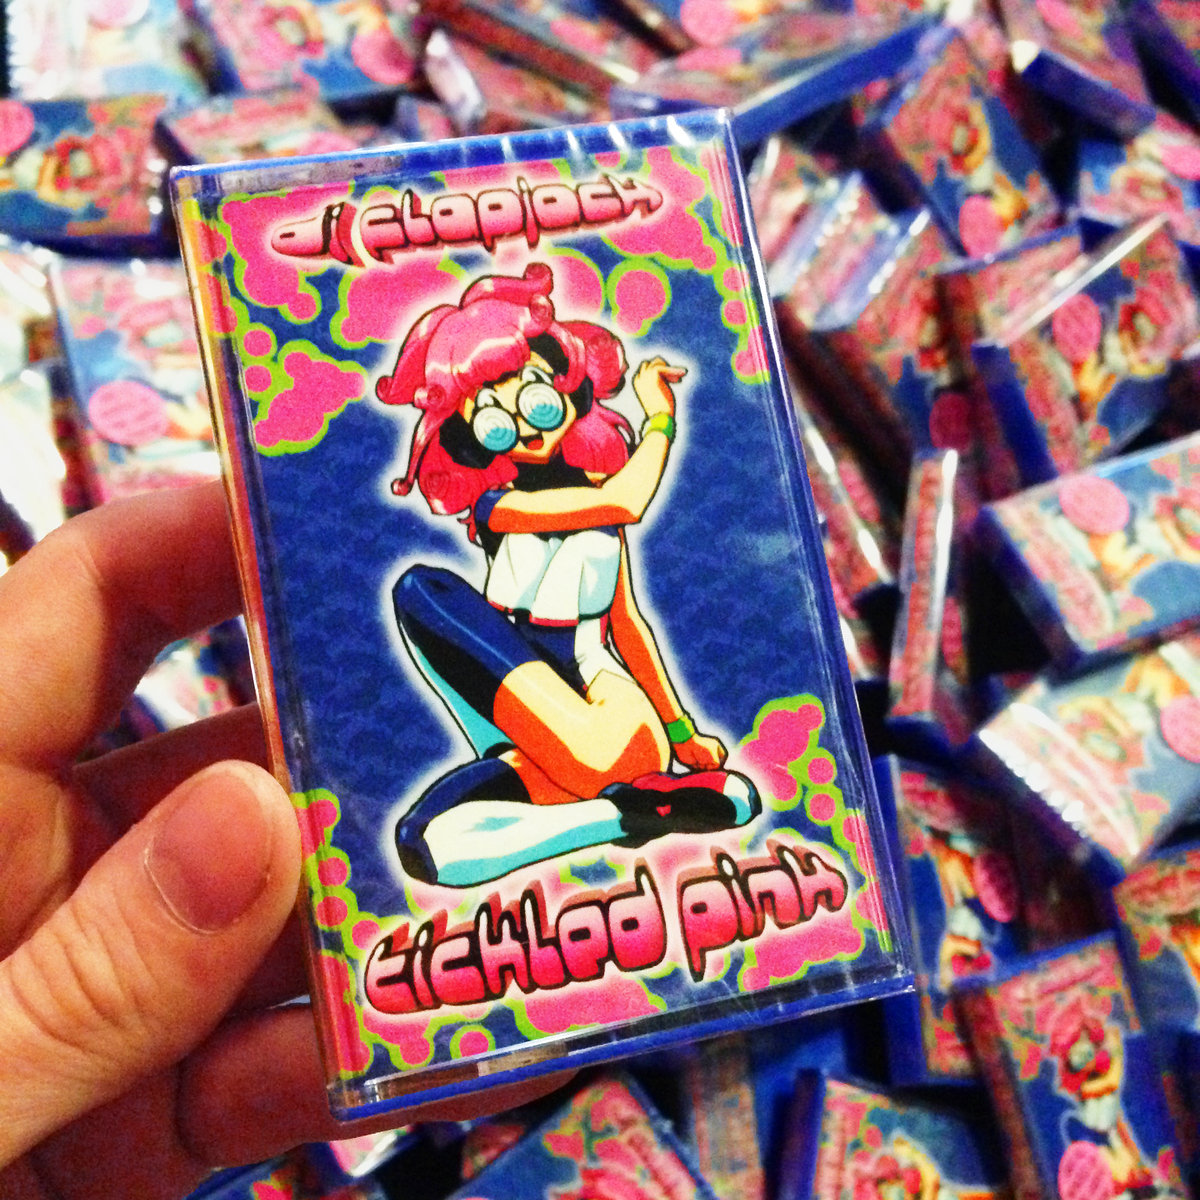 dj flapjack
tickled pink